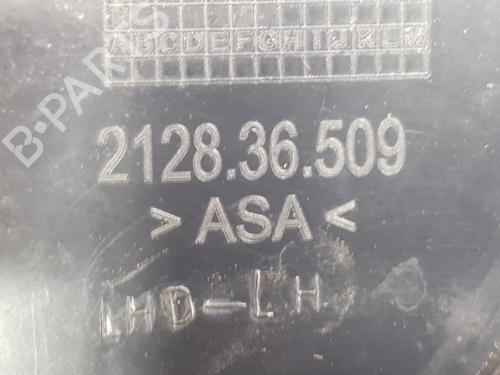 ABCDEFGHIJKLM
2128.36.509
> ASA <
LHD-LH
B-PARTS